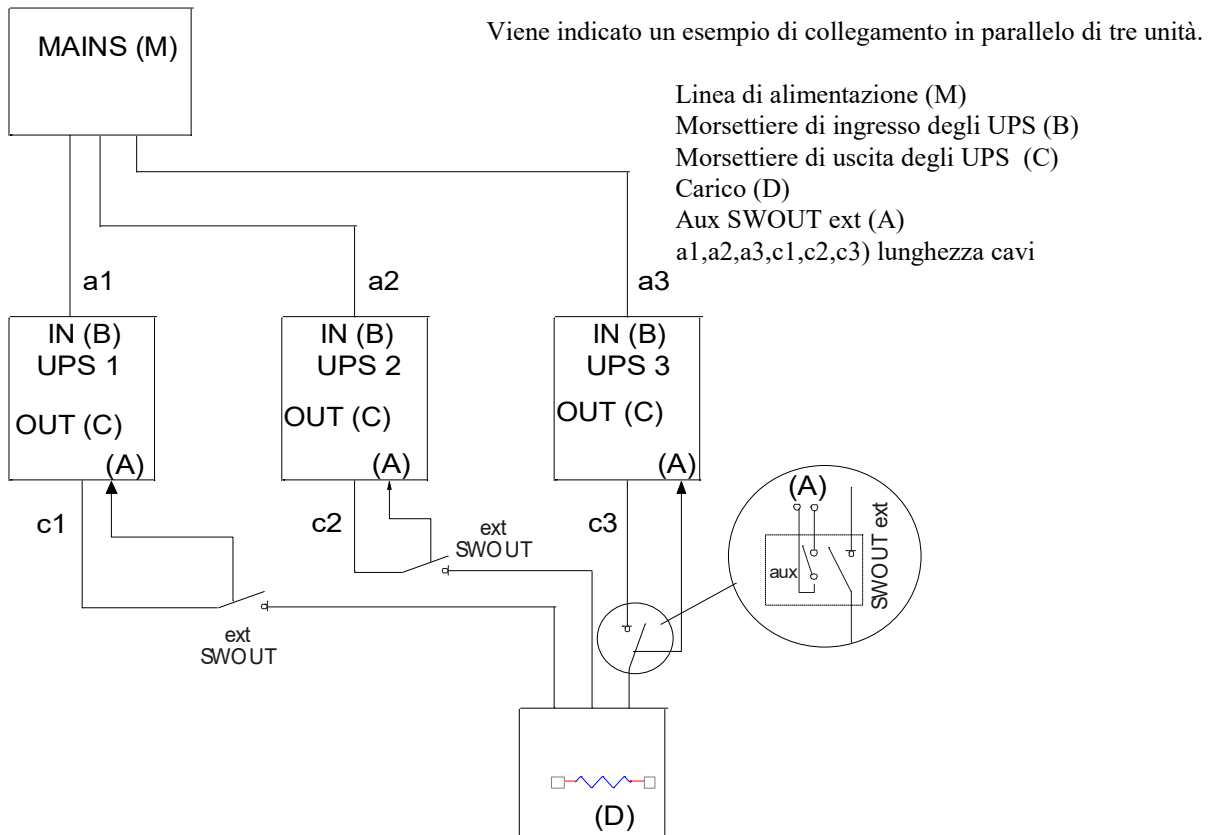 MAINS (M)
Viene indicato un esempio di collegamento in parallelo di tre unità.
Linea di alimentazione (M)
Morsettiere di ingresso degli UPS (B)
Morsettiere di uscita degli UPS (C)
Carico (D)
Aux SWOUT ext (A)
a1,a2,a3,c1,c2,c3) lunghezza cavi
a1
a2
a3
IN (B)
UPS 1
OUT (C)
(A)
IN (B)
UPS 2
OUT (C)
(A)
IN (B)
UPS 3
OUT (C)
(A)
c1
c2
c3
ext
SWOUT
ext
SWOUT
(A)
aux
SWOUT ext
(D)